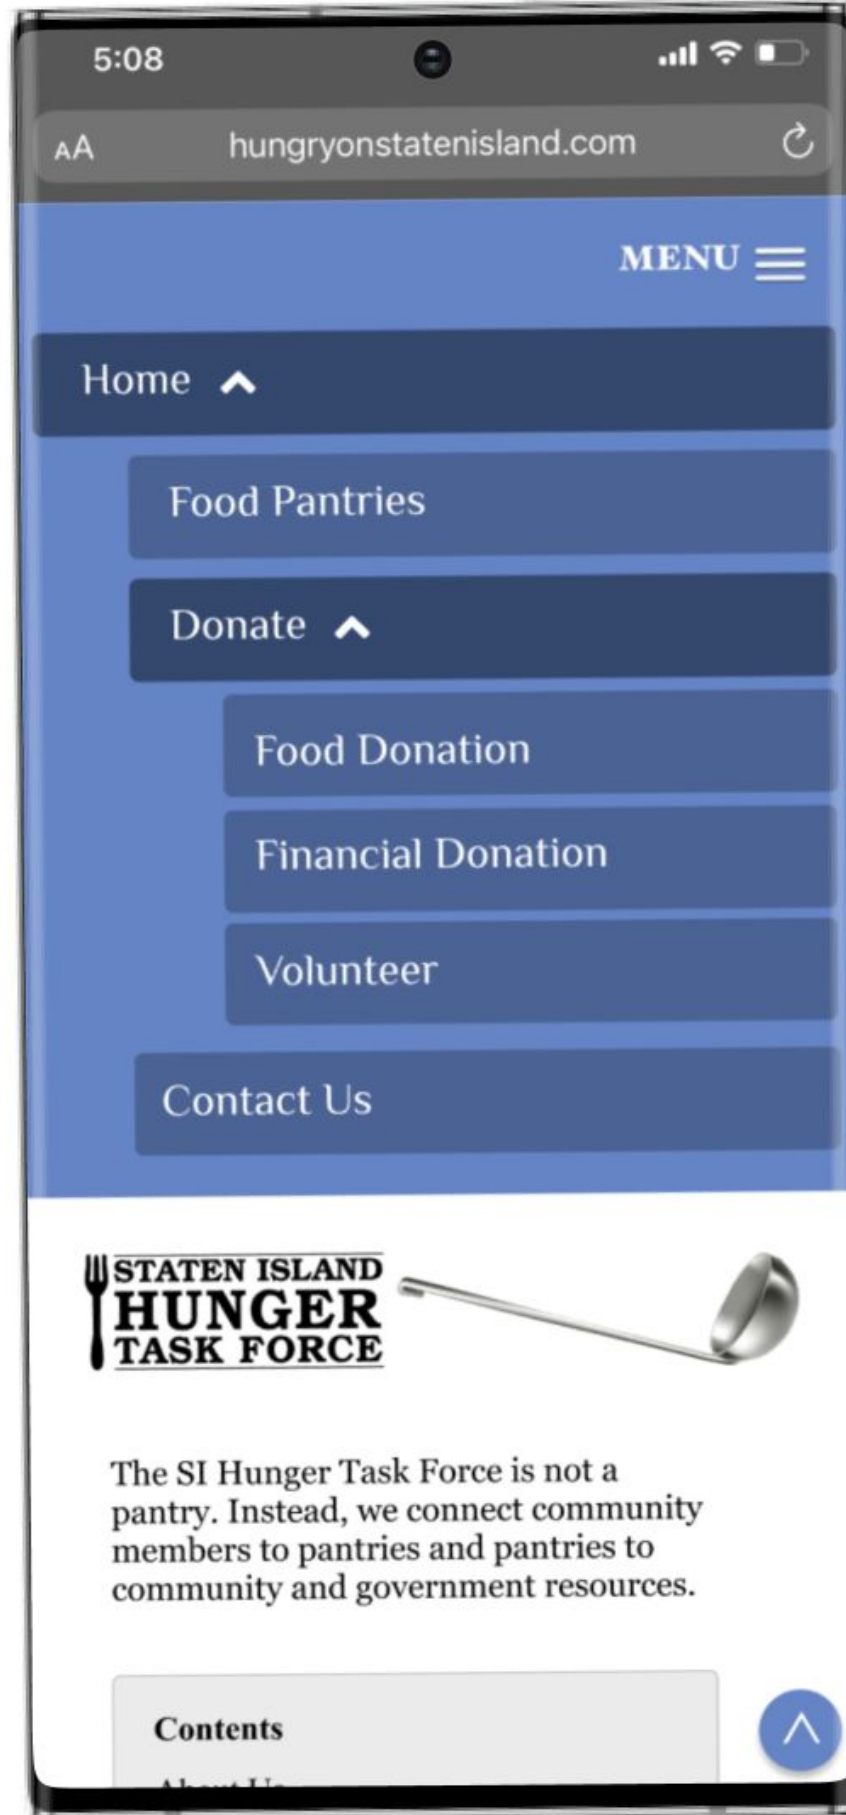 5:08
AA hungryonstatenisland.com
MENU
Home
Food Pantries
Donate
Food Donation
Financial Donation
Volunteer
Contact Us
STATEN ISLAND
HUNGER
TASK FORCE
The SI Hunger Task Force is not a
pantry. Instead, we connect community
members to pantries and pantries to
community and government resources.
Contents
About Us